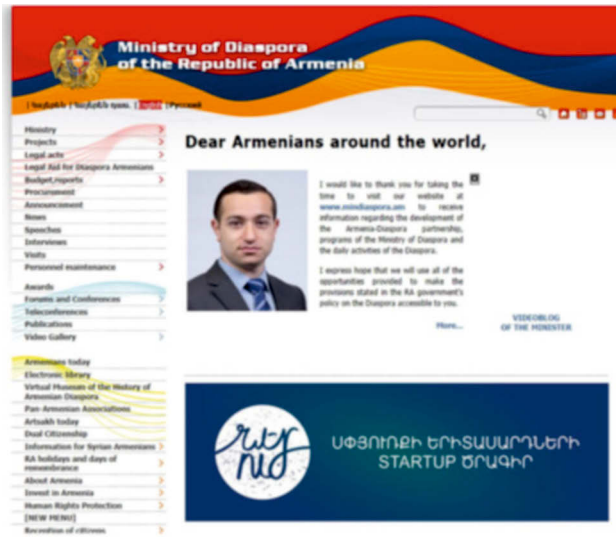 Ministry of Diaspora
of the Republic of Armenia
English | Русский
Ministry
Projects
Legal acts
Legal Aid for Diaspora Armenians
Budget,reports
Procurement
Announcement
News
Speeches
Interviews
Visits
Personnel maintenance
Awards
Forums and Conferences
Teleconferences
Publications
Video Gallery
Armenians today
Electronic library
Virtual Museum of the History of
Armenian Diaspora
Pan-Armenian Associations
Artsakh today
Dual Citizenship
Information for Syrian Armenians
RA holidays and days of
remembrance
About Armenia
Invest in Armenia
Human Rights Protection
[NEW MENU]
Reception of citizens
Dear Armenians around the world,
I would like to thank you for taking the
time to visit our website at
www.mindiaspora.am to receive
information regarding the development of
the Armenia-Diaspora partnership,
programs of the Ministry of Diaspora and
the daily activities of the Diaspora.
I express hope that we will use all of the
opportunities provided to make the
provisions stated in the RA government's
policy on the Diaspora accessible to you.
More...
VIDEOBLOG
OF THE MINISTER
ՍՓՅՈՒՌՔԻ ԵՐԻՏԱՍԱՐԴՆԵՐԻ
STARTUP ԾՐԱԳԻՐ